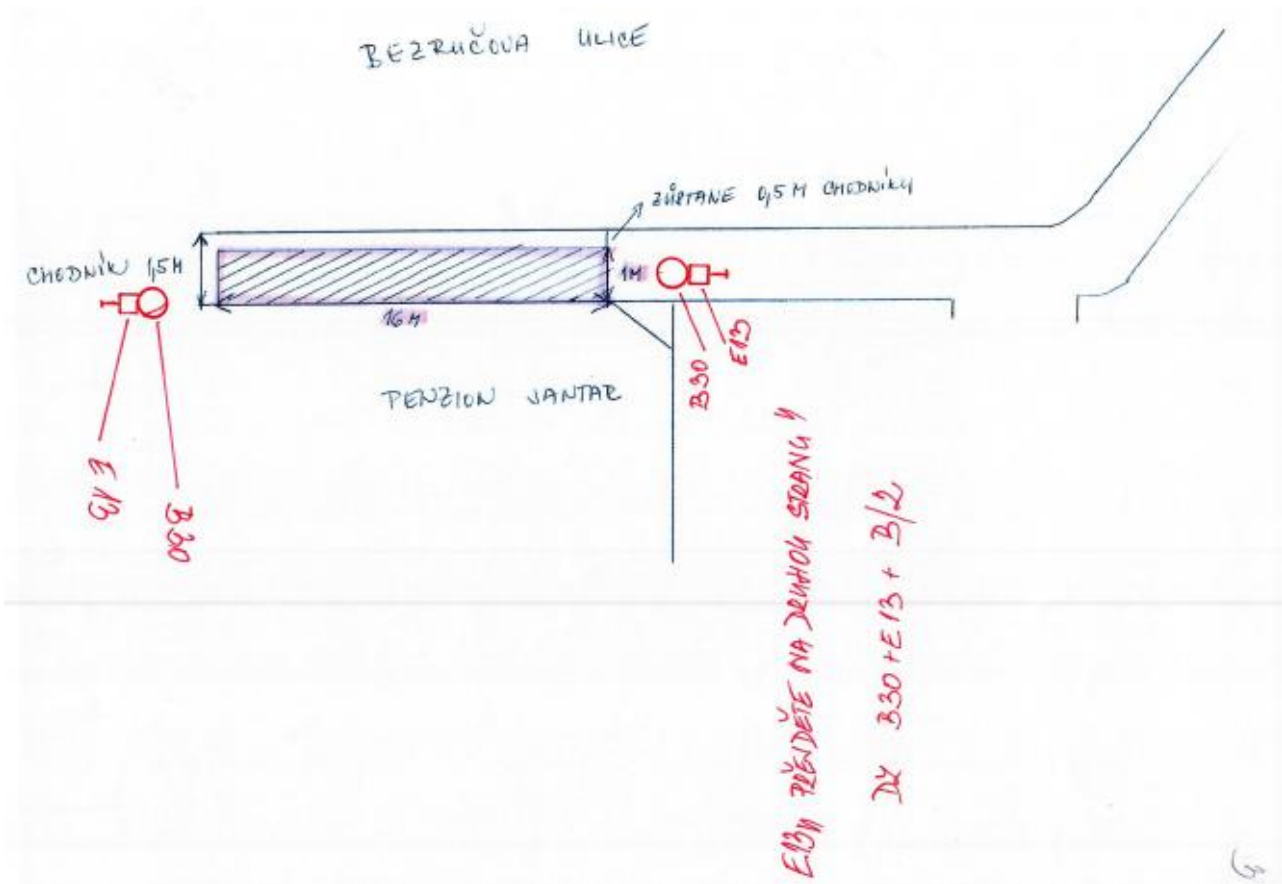 BEZRUČOVA ULICE
ZŮSTANE 0,5 M CHODNÍKU
CHODNÍK 1,5M
1M
16 M
PENZION JANTAR
B30
E13
E13
B30
E13 „PŘEJDĚTE NA DRUHOU STRANU“
DZ B30+E13+ B/2